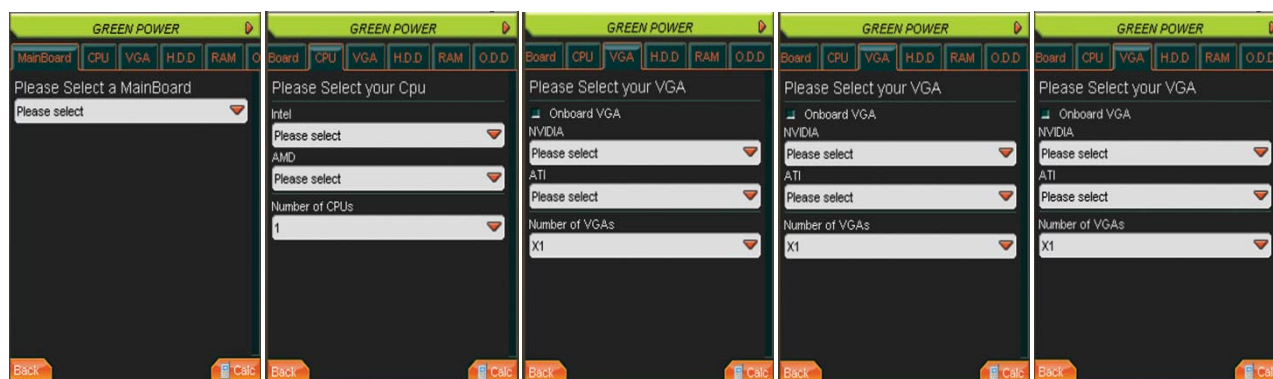 GREEN POWER
MainBoard CPU VGA H.D.D RAM O
Please Select a MainBoard
Please select
Back Calc
GREEN POWER
Board CPU VGA H.D.D RAM O.D.D
Please Select your Cpu
Intel
Please select
AMD
Please select
Number of CPUs
1
Back Calc
GREEN POWER
Board CPU VGA H.D.D RAM O.D.D
Please Select your VGA
Onboard VGA
NVIDIA
Please select
ATI
Please select
Number of VGAs
X1
Back Calc
GREEN POWER
Board CPU VGA H.D.D RAM O.D.D
Please Select your VGA
Onboard VGA
NVIDIA
Please select
ATI
Please select
Number of VGAs
X1
Back Calc
GREEN POWER
Board CPU VGA H.D.D RAM O.D.D
Please Select your VGA
Onboard VGA
NVIDIA
Please select
ATI
Please select
Number of VGAs
X1
Back Cal